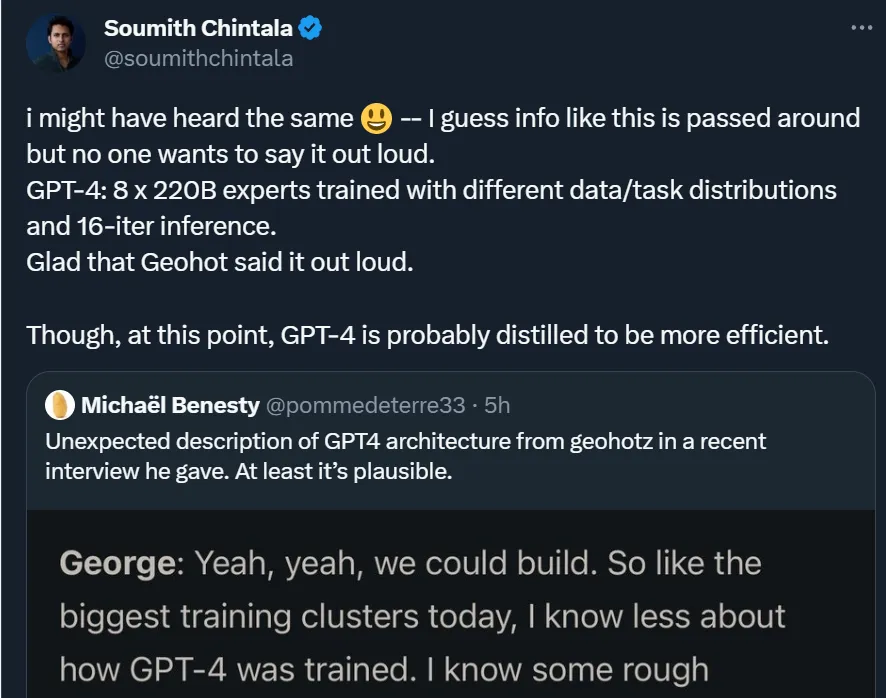 Soumith Chintala
@soumithchintala
i might have heard the same 😃 -- I guess info like this is passed around
but no one wants to say it out loud.
GPT-4: 8 x 220B experts trained with different data/task distributions
and 16-iter inference.
Glad that Geohot said it out loud.
Though, at this point, GPT-4 is probably distilled to be more efficient.
Michaël Benesty @pommedeterre33 · 5h
Unexpected description of GPT4 architecture from geohotz in a recent
interview he gave. At least it’s plausible.
George: Yeah, yeah, we could build. So like the
biggest training clusters today, I know less about
how GPT-4 was trained. I know some rough